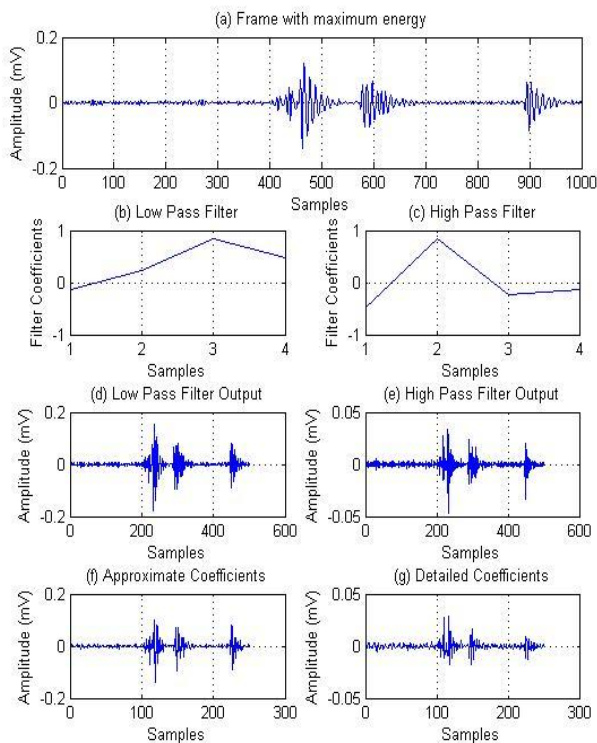 (a) Frame with maximum energy
Amplitude (mV)
0.2
0
-0.2
0 100 200 300 400 500 600 700 800 900 1000
Samples
(b) Low Pass Filter
Filter Coefficients
1
0
-1
1 2 3 4
Samples
(c) High Pass Filter
Filter Coefficients
1
0
-1
1 2 3 4
Samples
(d) Low Pass Filter Output
Amplitude (mV)
0.2
0
-0.2
0 200 400 600
Samples
(e) High Pass Filter Output
Amplitude (mV)
0.05
0
-0.05
0 200 400 600
Samples
(f) Approximate Coefficients
Amplitude (mV)
0.2
0
-0.2
0 100 200 300
Samples
(g) Detailed Coefficients
Amplitude (mV)
0.05
0
-0.05
0 100 200 300
Samples